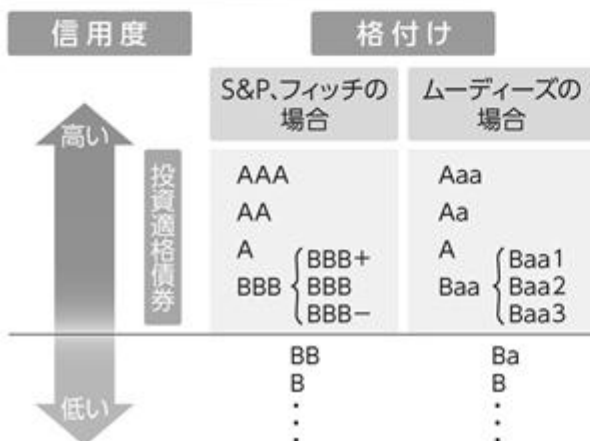 信用度 格付け
S&P、フィッチの場合 ムーディーズの場合
高い
投資適格債券
AAA Aaa
AA Aa
A A
BBB BBB+ Baa Baa1
BBB Baa2
BBB− Baa3
BB Ba
B B
低い
・ ・
・ ・
・ ・